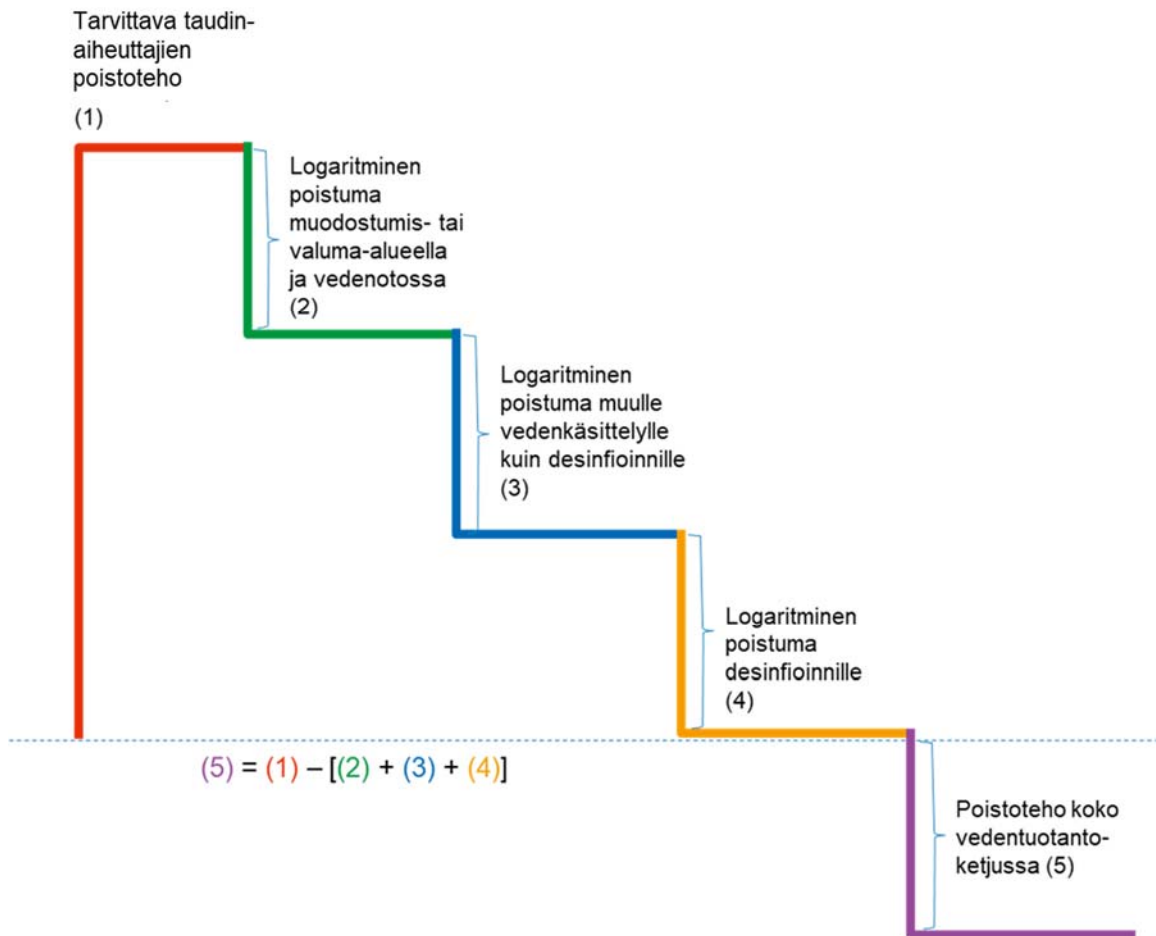 Tarvittava taudin-
aiheuttajien
poistoteho
(1)
Logaritminen
poistuma
muodostumis- tai
valuma-alueella
ja vedenotossa
(2)
Logaritminen
poistuma muulle
vedenkäsittelylle
kuin desinfioinnille
(3)
Logaritminen
poistuma
desinfioinnille
(4)
(5) = (1) – [(2) + (3) + (4)]
Poistoteho koko
vedentuotanto-
ketjussa (5)